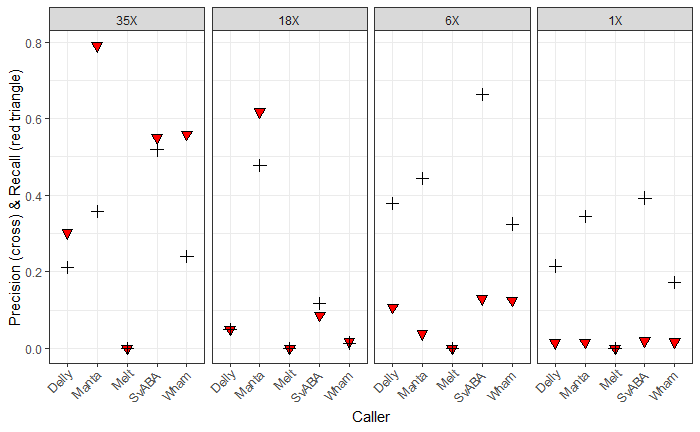 35X 18X 6X 1X
Precision (cross) & Recall (red triangle)
0.8
0.6
0.4
0.2
0.0
Delly Manta Melt SvABA Wham Delly Manta Melt SvABA Wham Delly Manta Melt SvABA Wham Delly Manta Melt SvABA Wham
Caller